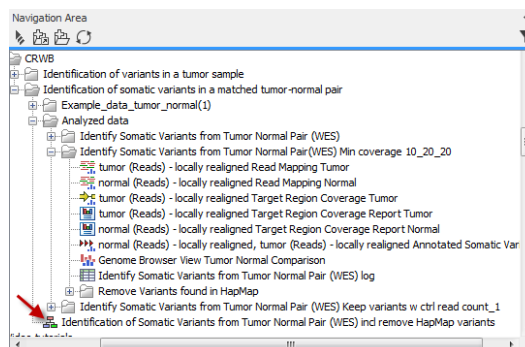 Navigation Area
CRWB
Identifiication of variants in a tumor sample
Identification of somatic variants in a matched tumor-normal pair
Example_data_tumor_normal(1)
Analyzed data
Identify Somatic Variants from Tumor Normal Pair (WES)
Identify Somatic Variants from Tumor Normal Pair(WES) Min coverage 10_20_20
tumor (Reads) - locally realigned Read Mapping Tumor
normal (Reads) - locally realigned Read Mapping Normal
tumor (Reads) - locally realigned Target Region Coverage Tumor
tumor (Reads) - locally realigned Target Region Coverage Report Tumor
normal (Reads) - locally realigned Target Region Coverage Report Normal
normal (Reads) - locally realigned, tumor (Reads) - locally realigned Annotated Somatic Var
Genome Browser View Tumor Normal Comparison
Identify Somatic Variants from Tumor Normal Pair (WES) log
Remove Variants found in HapMap
Identify Somatic Variants from Tumor Normal Pair (WES) Keep variants w ctrl read count_1
Identification of Somatic Variants from Tumor Normal Pair (WES) incl remove HapMap variants